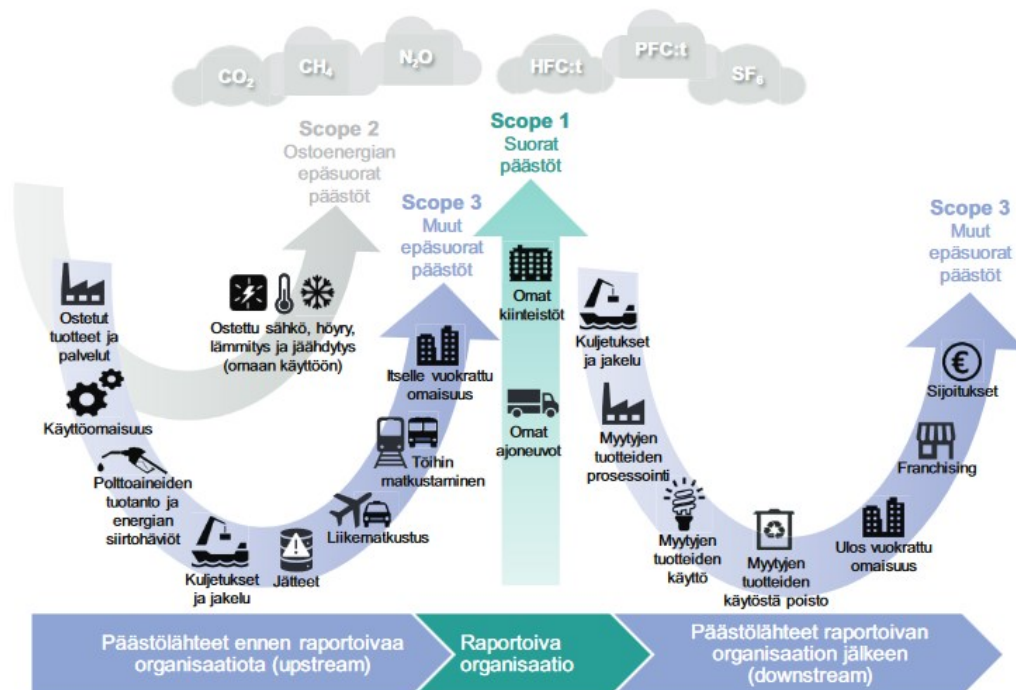 CO₂
CH₄
N₂O
HFC:t
PFC:t
SF₆
Scope 2
Ostoenergian
epäsuorat
päästöt
Scope 1
Suorat
päästöt
Scope 3
Muut
epäsuorat
päästöt
Scope 3
Muut
epäsuorat
päästöt
Ostetut
tuotteet ja
palvelut
Käyttöomaisuus
Polttoaineiden
tuotanto ja
energian
siirtohäviöt
Kuljetukset
ja jakelu
Jätteet
Liikematkustus
Töihin
matkustaminen
Itselle vuokrattu
omaisuus
Ostettu sähkö, höyry,
lämmitys ja jäähdytys
(omaan käyttöön)
Omat
kiinteistöt
Omat
ajoneuvot
Kuljetukset
ja jakelu
Myytyjen
tuotteiden
prosessointi
Myytyjen
tuotteiden
käyttö
Myytyjen
tuotteiden
käytöstä poisto
Ulos vuokrattu
omaisuus
Franchising
Sijoitukset
Päästölähteet ennen raportoivaa
organisaatiota (upstream)
Raportoiva
organisaatio
Päästölähteet raportoivan
organisaation jälkeen
(downstream)